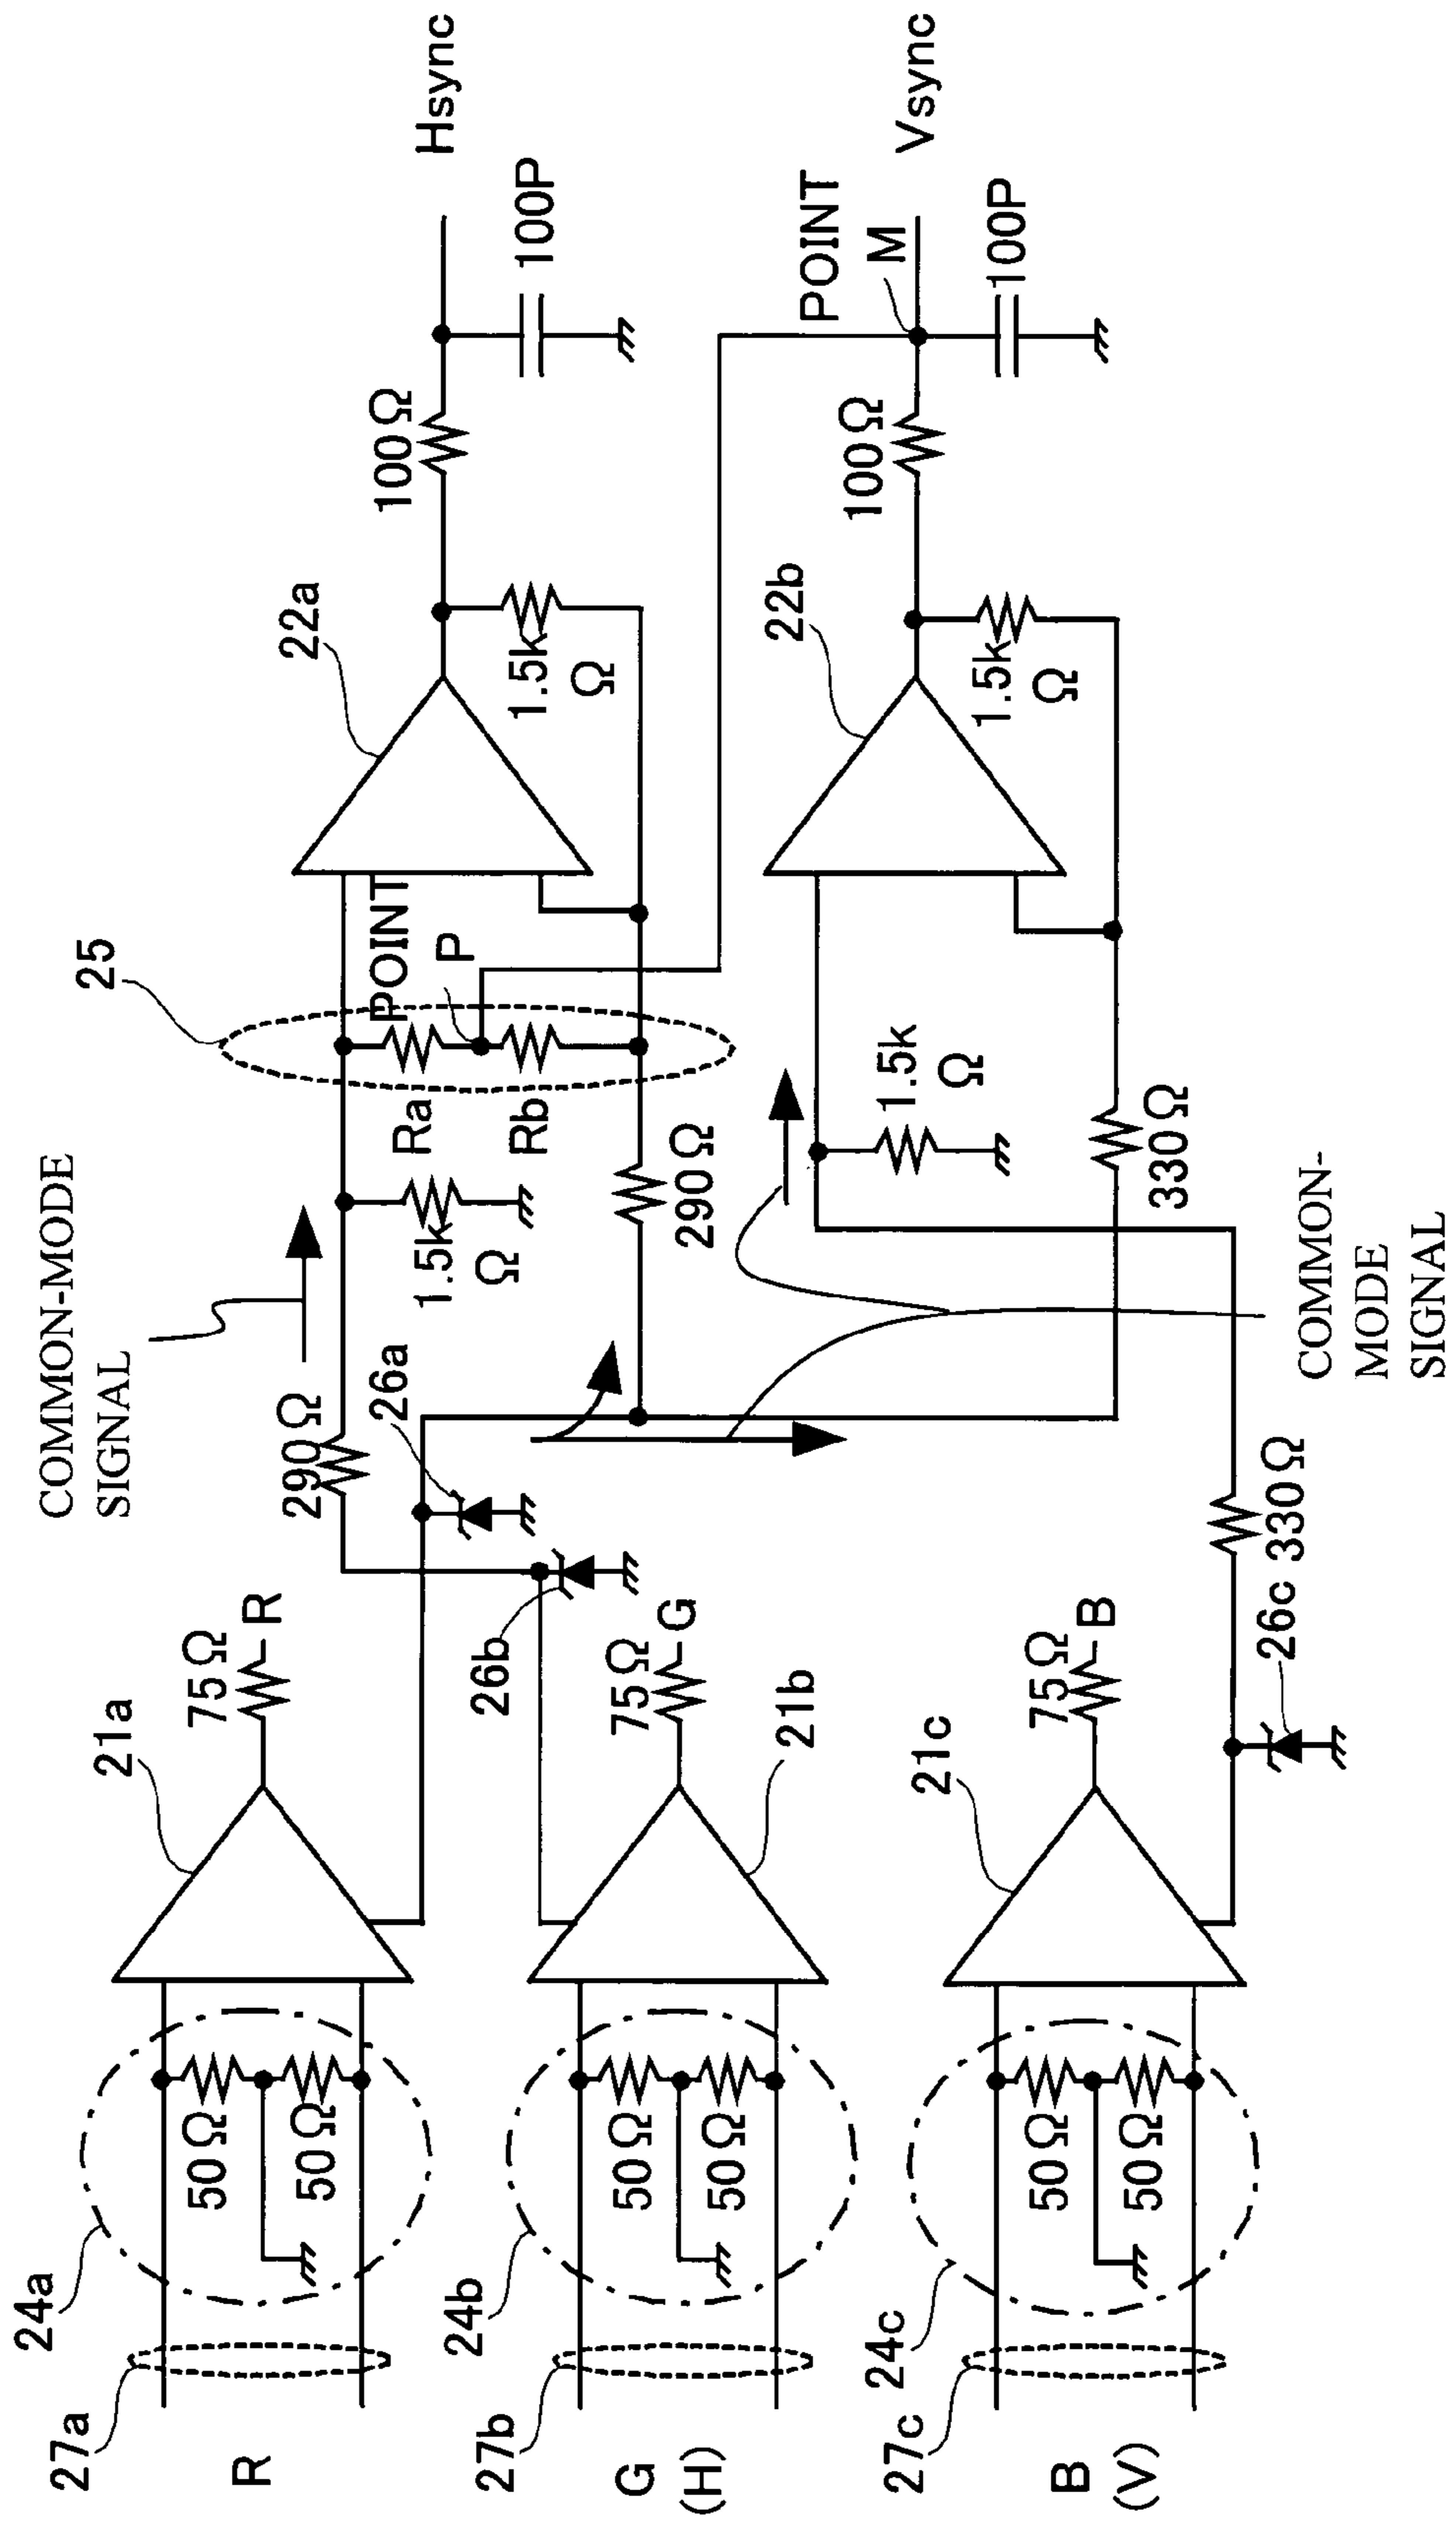 COMMON-MODE
SIGNAL
25
22a
Hsync
290Ω
1.5k
Ω
Ra
Rb
POINT
P
100Ω
100P
1.5k
Ω
26a
26b
290Ω
24a
27a
R
50Ω
50Ω
21a
75Ω
R
24b
27b
G
(H)
50Ω
50Ω
21b
75Ω
G
22b
POINT
M
Vsync
100Ω
100P
1.5k
Ω
1.5k
Ω
330Ω
24c
27c
B
(V)
50Ω
50Ω
21c
75Ω
B
26c
330Ω
COMMON-
MODE
SIGNAL